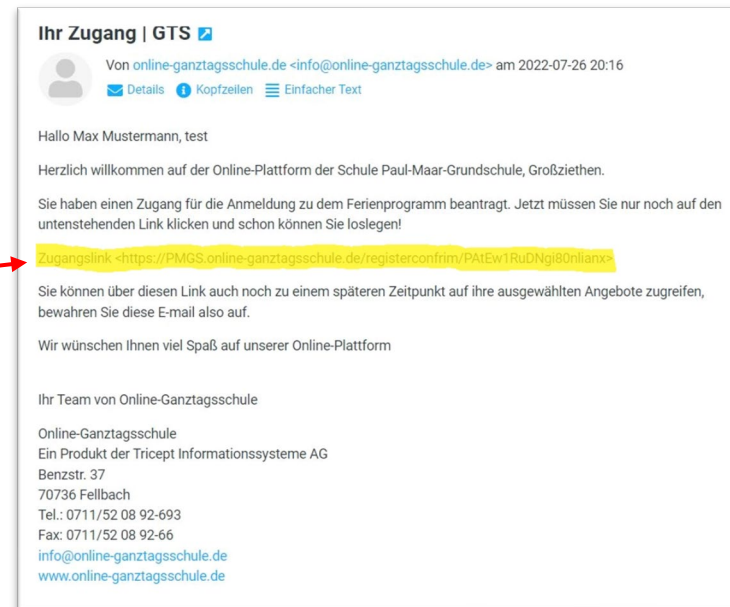 Ihr Zugang | GTS
Von online-ganztagsschule.de <info@online-ganztagsschule.de> am 2022-07-26 20:16
Details Kopfzeilen Einfacher Text
Hallo Max Mustermann, test
Herzlich willkommen auf der Online-Plattform der Schule Paul-Maar-Grundschule, Großziethen.
Sie haben einen Zugang für die Anmeldung zu dem Ferienprogramm beantragt. Jetzt müssen Sie nur noch auf den
untenstehenden Link klicken und schon können Sie loslegen!
Zugangslink <https://PMGS.online-ganztagsschule.de/registerconfrim/PAtEw1RuDNgi80nlianx>
Sie können über diesen Link auch noch zu einem späteren Zeitpunkt auf ihre ausgewählten Angebote zugreifen,
bewahren Sie diese E-mail also auf.
Wir wünschen Ihnen viel Spaß auf unserer Online-Plattform
Ihr Team von Online-Ganztagsschule
Online-Ganztagsschule
Ein Produkt der Tricept Informationssysteme AG
Benzstr. 37
70736 Fellbach
Tel.: 0711/52 08 92-693
Fax: 0711/52 08 92-66
info@online-ganztagsschule.de
www.online-ganztagsschule.de